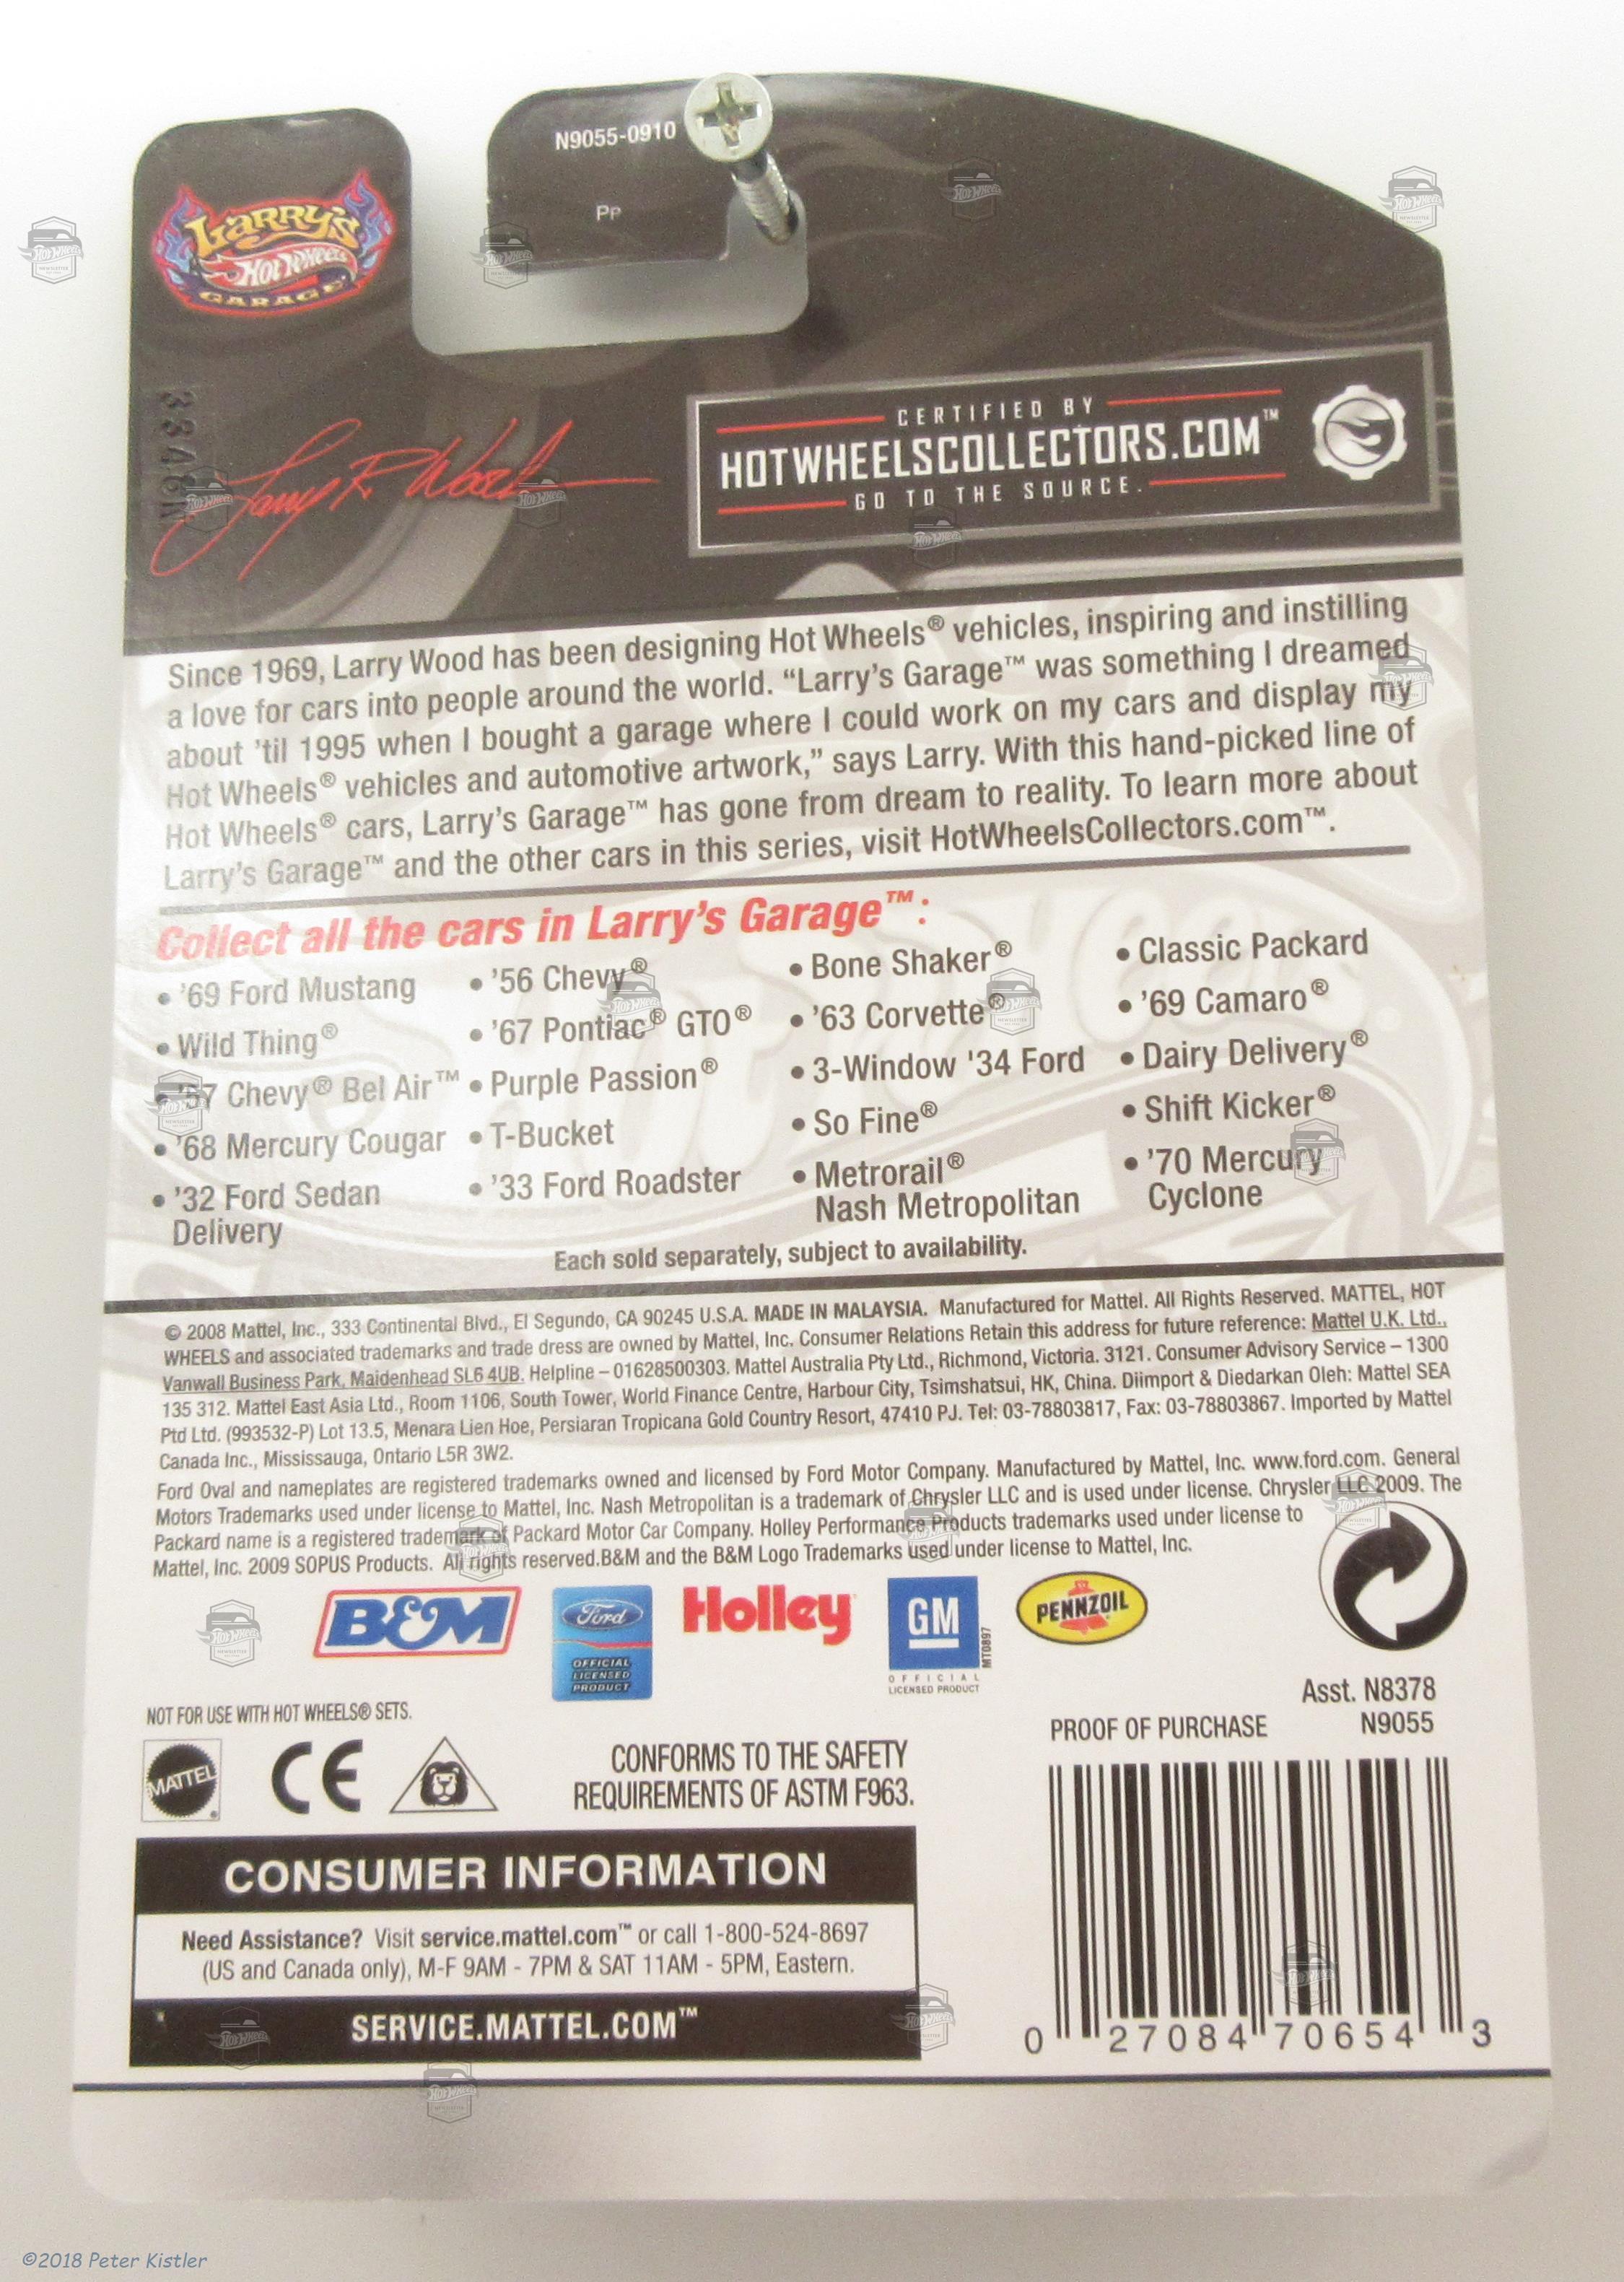 N9055-0910
Pp
Larry's
Hot Wheels
GARAGE
3348K
Larry R Wood
CERTIFIED BY
HOTWHEELSCOLLECTORS.COM™
GO TO THE SOURCE.
Since 1969, Larry Wood has been designing Hot Wheels® vehicles, inspiring and instilling
a love for cars into people around the world. “Larry’s Garage™ was something I dreamed
about ’til 1995 when I bought a garage where I could work on my cars and display my
Hot Wheels® vehicles and automotive artwork,” says Larry. With this hand-picked line of
Hot Wheels® cars, Larry’s Garage™ has gone from dream to reality. To learn more about
Larry’s Garage™ and the other cars in this series, visit HotWheelsCollectors.com™.
Collect all the cars in Larry’s Garage™:
• ’69 Ford Mustang
• Wild Thing®
• ’57 Chevy® Bel Air™
• ’68 Mercury Cougar
• ’32 Ford Sedan
Delivery
• ’56 Chevy®
• ’67 Pontiac® GTO®
• Purple Passion®
• T-Bucket
• ’33 Ford Roadster
• Bone Shaker®
• ’63 Corvette®
• 3-Window '34 Ford
• So Fine®
• Metrorail®
Nash Metropolitan
• Classic Packard
• ’69 Camaro®
• Dairy Delivery®
• Shift Kicker®
• ’70 Mercury
Cyclone
Each sold separately, subject to availability.
© 2008 Mattel, Inc., 333 Continental Blvd., El Segundo, CA 90245 U.S.A. MADE IN MALAYSIA. Manufactured for Mattel. All Rights Reserved. MATTEL, HOT
WHEELS and associated trademarks and trade dress are owned by Mattel, Inc. Consumer Relations Retain this address for future reference: Mattel U.K. Ltd.,
Vanwall Business Park, Maidenhead SL6 4UB. Helpline – 01628500303. Mattel Australia Pty Ltd., Richmond, Victoria. 3121. Consumer Advisory Service – 1300
135 312. Mattel East Asia Ltd., Room 1106, South Tower, World Finance Centre, Harbour City, Tsimshatsui, HK, China. Diimport & Diedarkan Oleh: Mattel SEA
Ptd Ltd. (993532-P) Lot 13.5, Menara Lien Hoe, Persiaran Tropicana Gold Country Resort, 47410 PJ. Tel: 03-78803817, Fax: 03-78803867. Imported by Mattel
Canada Inc., Mississauga, Ontario L5R 3W2.
Ford Oval and nameplates are registered trademarks owned and licensed by Ford Motor Company. Manufactured by Mattel, Inc. www.ford.com. General
Motors Trademarks used under license to Mattel, Inc. Nash Metropolitan is a trademark of Chrysler LLC and is used under license. Chrysler LLC 2009. The
Packard name is a registered trademark of Packard Motor Car Company. Holley Performance Products trademarks used under license to
Mattel, Inc. 2009 SOPUS Products. All rights reserved.B&M and the B&M Logo Trademarks used under license to Mattel, Inc.
B&M
Ford
OFFICIAL
LICENSED
PRODUCT
Holley
GM
OFFICIAL
LICENSED PRODUCT
MT0897
PENNZOIL
Asst. N8378
N9055
PROOF OF PURCHASE
NOT FOR USE WITH HOT WHEELS® SETS.
MATTEL
CE
CONFORMS TO THE SAFETY
REQUIREMENTS OF ASTM F963.
CONSUMER INFORMATION
Need Assistance? Visit service.mattel.com™ or call 1-800-524-8697
(US and Canada only), M-F 9AM - 7PM & SAT 11AM - 5PM, Eastern.
SERVICE.MATTEL.COM™
0 27084 70654 3
©2018 Peter Kistler